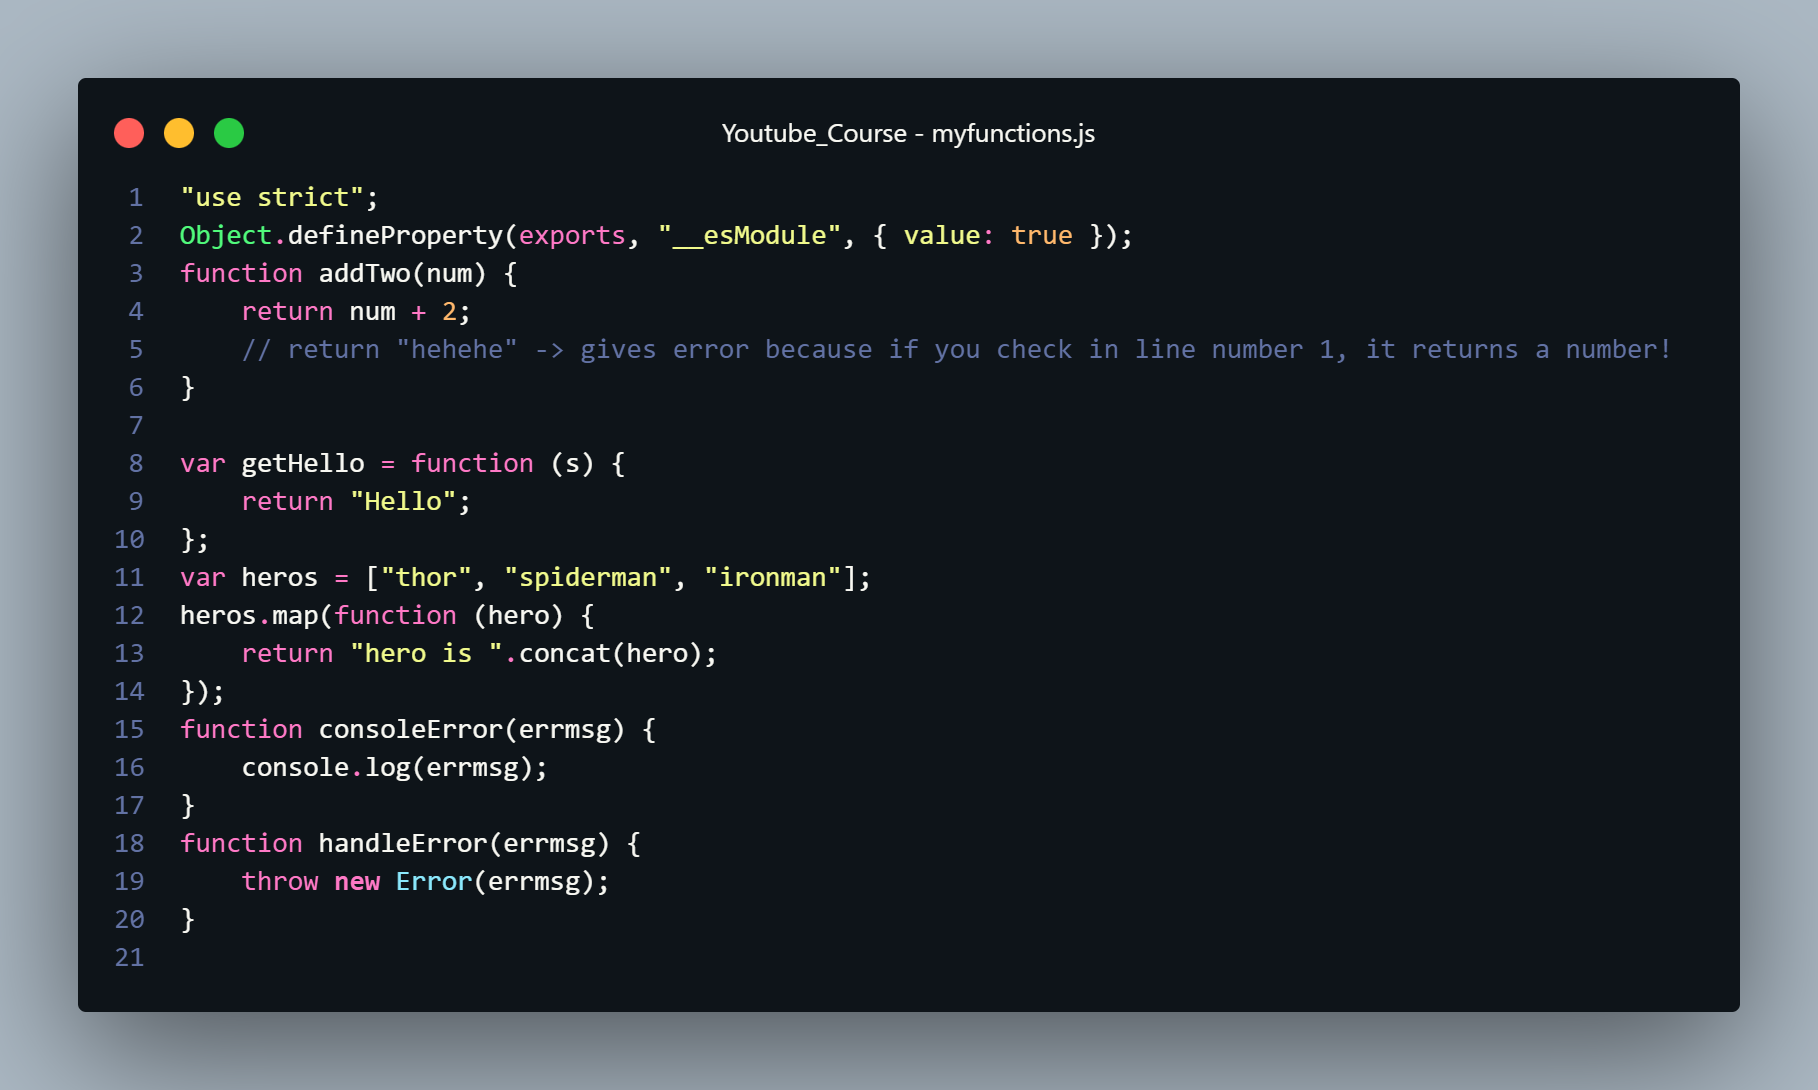 Youtube_Course - myfunctions.js
1 "use strict";
2 Object.defineProperty(exports, "__esModule", { value: true });
3 function addTwo(num) {
4     return num + 2;
5     // return "hehehe" -> gives error because if you check in line number 1, it returns a number!
6 }
7
8 var getHello = function (s) {
9     return "Hello";
10 };
11 var heros = ["thor", "spiderman", "ironman"];
12 heros.map(function (hero) {
13     return "hero is ".concat(hero);
14 });
15 function consoleError(errmsg) {
16     console.log(errmsg);
17 }
18 function handleError(errmsg) {
19     throw new Error(errmsg);
20 }
21